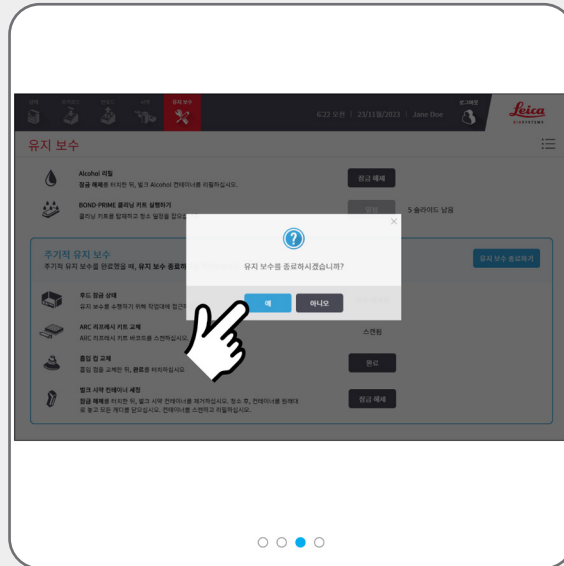 유지 보수
6:22 오전 | 23/11월/2023 | Jane Doe
로그아웃
Leica
BIOSYSTEMS
유지 보수
Alcohol 리필
잠금 해제를 터치한 뒤, 벌크 Alcohol 컨테이너를 리필하십시오.
잠금 해제
BOND-PRIME 클리닝 키트 실행하기
클리닝 키트를 탑재하고 청소 일정을
5 슬라이드 남음
유지 보수를 종료하시겠습니까?
예
아니오
주기적 유지 보수
주기적 유지 보수를 완료했을 때, 유지 보수 종료하
유지 보수 종료하기
후드 잠금 상태
유지 보수를 수행하기 위해 작업대에 접근
ARC 리프레시 키트 교체
ARC 리프레시 키트 바코드를 스캔하십시오.
스캔됨
흡입 컵 교체
흡입 컵을 교체한 뒤, 완료를 터치하십시오
완료
벌크 시약 컨테이너 세정
잠금 해제를 터치한 뒤, 벌크 시약 컨테이너를 제거하십시오. 청소 후, 컨테이너를 원래대
로 놓고 모든 캐디를 닫으십시오. 컨테이너를 스캔하고 리필하십시오.
잠금 해제